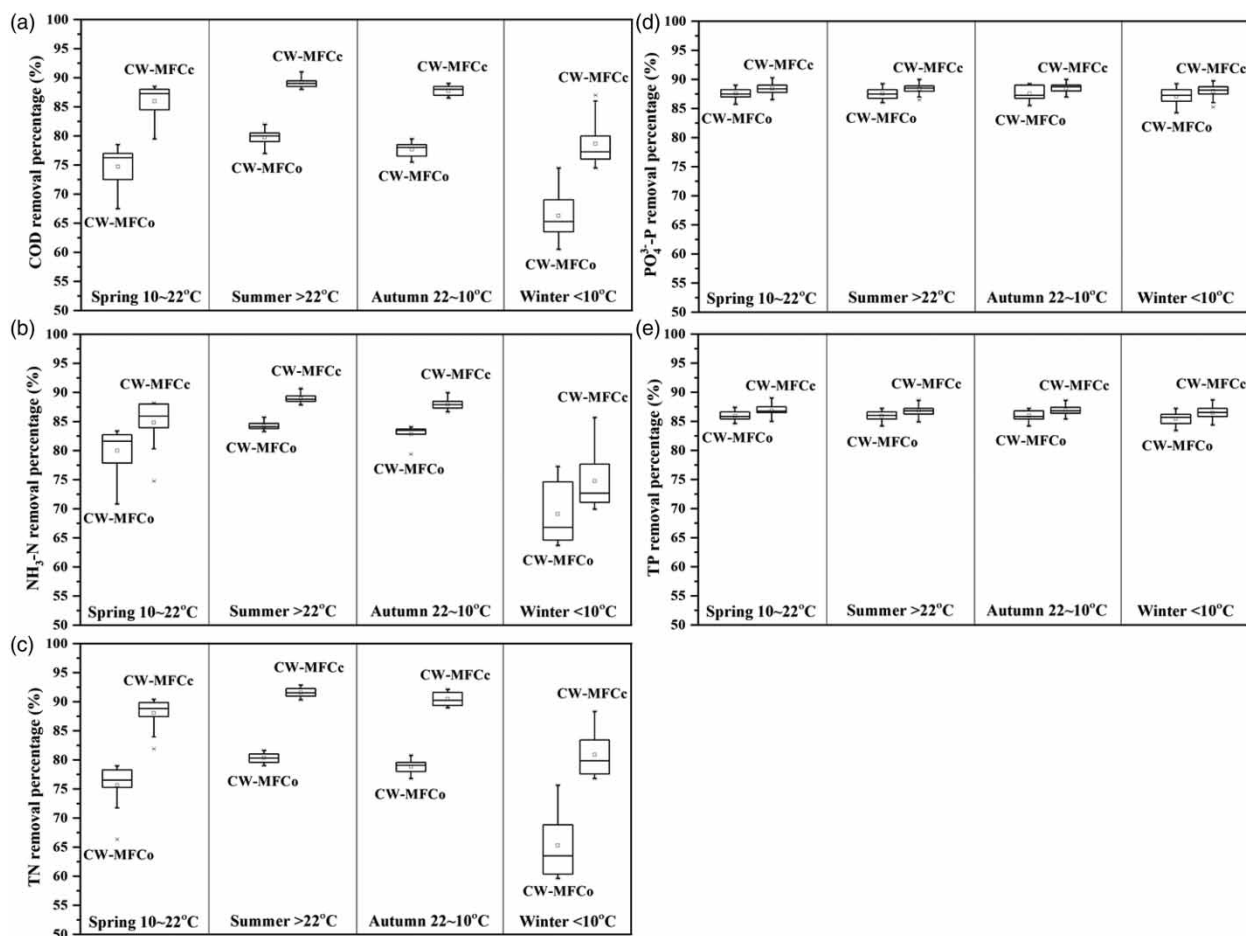 (a)
COD removal percentage (%)
100
95
90
85
80
75
70
65
60
55
50
CW-MFCc
CW-MFCo
CW-MFCc
CW-MFCo
CW-MFCc
CW-MFCo
CW-MFCc
CW-MFCo
Spring 10~22°C
Summer >22°C
Autumn 22~10°C
Winter <10°C
(b)
NH₃-N removal percentage (%)
100
95
90
85
80
75
70
65
60
55
50
CW-MFCc
CW-MFCo
CW-MFCc
CW-MFCo
CW-MFCc
CW-MFCo
CW-MFCc
CW-MFCo
Spring 10~22°C
Summer >22°C
Autumn 22~10°C
Winter <10°C
(c)
TN removal percentage (%)
100
95
90
85
80
75
70
65
60
55
50
CW-MFCc
CW-MFCo
CW-MFCc
CW-MFCo
CW-MFCc
CW-MFCo
CW-MFCc
CW-MFCo
Spring 10~22°C
Summer >22°C
Autumn 22~10°C
Winter <10°C
(d)
PO₄³⁻-P removal percentage (%)
100
95
90
85
80
75
70
65
60
55
50
CW-MFCc
CW-MFCo
CW-MFCc
CW-MFCo
CW-MFCc
CW-MFCo
CW-MFCc
CW-MFCo
Spring 10~22°C
Summer >22°C
Autumn 22~10°C
Winter <10°C
(e)
TP removal percentage (%)
100
95
90
85
80
75
70
65
60
55
50
CW-MFCc
CW-MFCo
CW-MFCc
CW-MFCo
CW-MFCc
CW-MFCo
CW-MFCc
CW-MFCo
Spring 10~22°C
Summer >22°C
Autumn 22~10°C
Winter <10°C